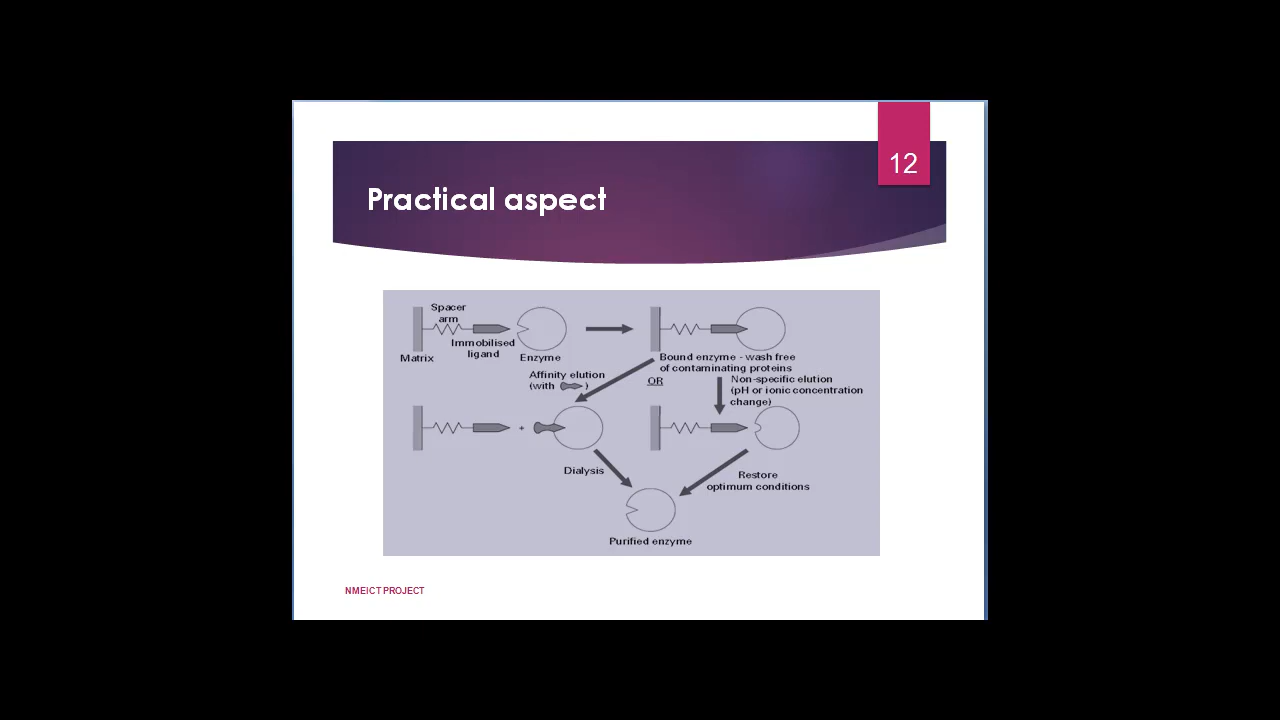 12
Practical aspect
Spacer
arm
Immobilised
ligand
Matrix
Enzyme
Bound enzyme - wash free
of contaminating proteins
Affinity elution
(with )
OR
Non-specific elution
(pH or ionic concentration
change)
+
Dialysis
Restore
optimum conditions
Purified enzyme
NMEICT PROJECT